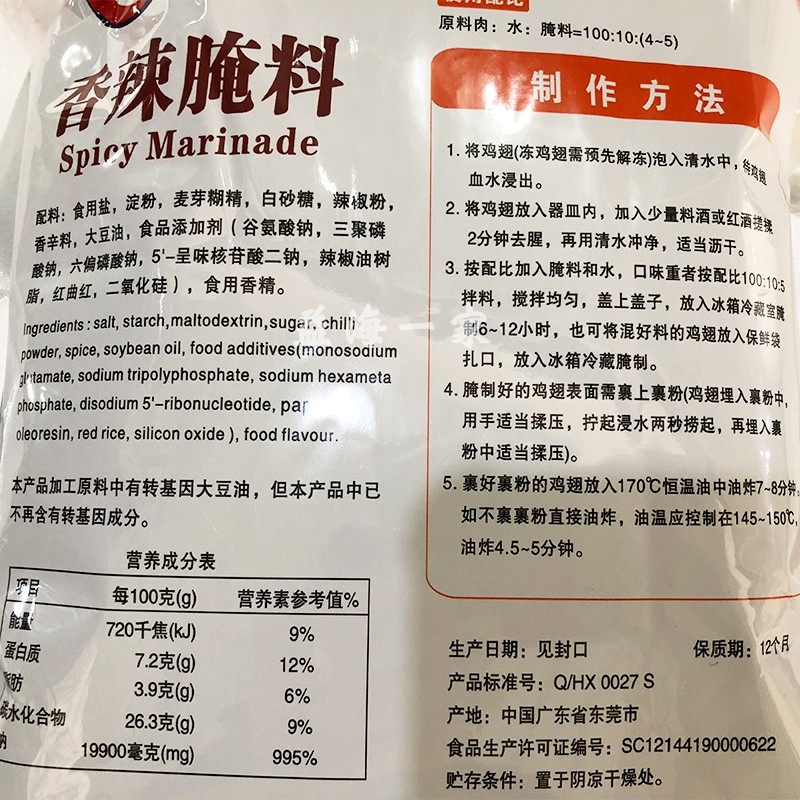 香辣腌料
Spicy Marinade
配料：食用盐，淀粉，麦芽糊精，白砂糖，辣椒粉，
香辛料，大豆油，食品添加剂（谷氨酸钠，三聚磷
酸钠，六偏磷酸钠，5'-呈味核苷酸二钠，辣椒油树
脂，红曲红，二氧化硅），食用香精。
Ingredients : salt, starch, maltodextrin, sugar, chilli
powder, spice, soybean oil, food additives(monosodium
glutamate, sodium tripolyphosphate, sodium hexameta
phosphate, disodium 5'-ribonucleotide, pap
oleoresin, red rice, silicon oxide ), food flavour.
本产品加工原料中有转基因大豆油，但本产品中已
不再含有转基因成分。
营养成分表
项目 每100克(g) 营养素参考值%
能量 720千焦(kJ) 9%
蛋白质 7.2克(g) 12%
脂肪 3.9克(g) 6%
碳水化合物 26.3克(g) 9%
钠 19900毫克(mg) 995%
原料肉：水：腌料=100:10:(4~5)
制作方法
1. 将鸡翅(冻鸡翅需预先解冻)泡入清水中，待鸡翅
血水浸出。
2. 将鸡翅放入器皿内，加入少量料酒或红酒搓揉
2分钟去腥，再用清水冲净，适当沥干。
3. 按配比加入腌料和水，口味重者按配比100:10:5
拌料，搅拌均匀，盖上盖子，放入冰箱冷藏室腌
制6~12小时，也可将混好料的鸡翅放入保鲜袋
扎口，放入冰箱冷藏腌制。
4. 腌制好的鸡翅表面需裹上裹粉(鸡翅埋入裹粉中，
用手适当揉压，拧起浸水两秒捞起，再埋入裹
粉中适当揉压)。
5. 裹好裹粉的鸡翅放入170℃恒温油中油炸7~8分钟。
如不裹裹粉直接油炸，油温应控制在145~150℃，
油炸4.5~5分钟。
生产日期：见封口 保质期：12个月
产品标准号：Q/HX 0027 S
产地：中国广东省东莞市
食品生产许可证编号：SC12144190000622
贮存条件：置于阴凉干燥处。
蓝海一家